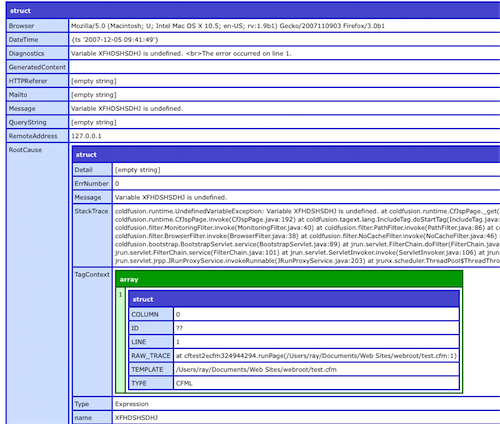 struct
Browser Mozilla/5.0 (Macintosh; U; Intel Mac OS X 10.5; en-US; rv:1.9b1) Gecko/2007110903 Firefox/3.0b1
DateTime {ts '2007-12-05 09:41:49'}
Diagnostics Variable XFHDSHSDHJ is undefined. <br>The error occurred on line 1.
GeneratedContent
HTTPReferer [empty string]
Mailto [empty string]
Message Variable XFHDSHSDHJ is undefined.
QueryString [empty string]
RemoteAddress 127.0.0.1
RootCause
struct
Detail [empty string]
ErrNumber 0
Message Variable XFHDSHSDHJ is undefined.
StackTrace coldfusion.runtime.UndefinedVariableException: Variable XFHDSHSDHJ is undefined. at coldfusion.runtime.CfJspPage._get(
coldfusion.runtime.CfJspPage.invoke(CfJspPage.java:192) at coldfusion.tagext.lang.IncludeTag.doStartTag(IncludeTag.java:
coldfusion.filter.MonitoringFilter.invoke(MonitoringFilter.java:40) at coldfusion.filter.PathFilter.invoke(PathFilter.java:86) at c
coldfusion.filter.BrowserFilter.invoke(BrowserFilter.java:38) at coldfusion.filter.NoCacheFilter.invoke(NoCacheFilter.java:46)
coldfusion.bootstrap.BootstrapServlet.service(BootstrapServlet.java:89) at jrun.servlet.FilterChain.doFilter(FilterChain.java
jrun.servlet.FilterChain.service(FilterChain.java:101) at jrun.servlet.ServletInvoker.invoke(ServletInvoker.java:106) at
jrun.servlet.jrpp.JRunProxyService.invokeRunnable(JRunProxyService.java:203) at jrunx.scheduler.ThreadPool$ThreadThro
TagContext
array
1
struct
COLUMN 0
ID ??
LINE 1
RAW_TRACE at cftest2ecfm324944294.runPage(/Users/ray/Documents/Web Sites/webroot/test.cfm:1)
TEMPLATE /Users/ray/Documents/Web Sites/webroot/test.cfm
TYPE CFML
Type Expression
name XFHDSHSDHJ